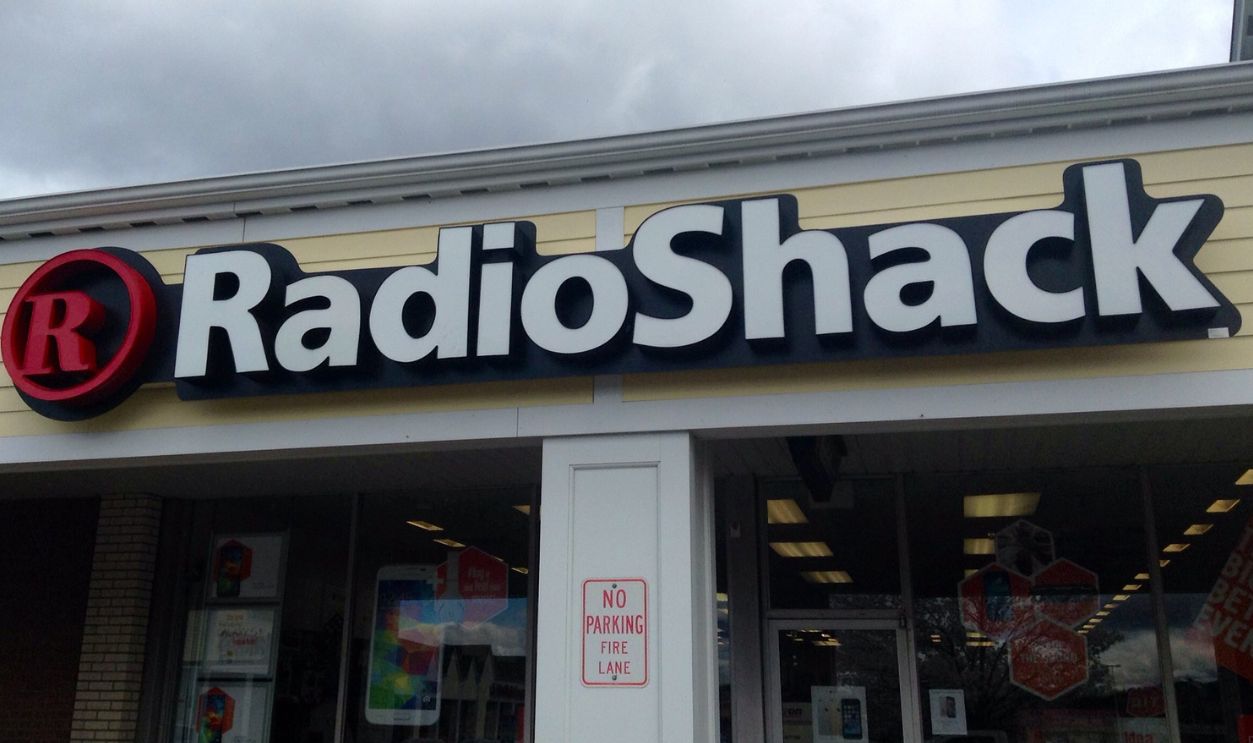 R RadioShack
NO
PARKING
FIRE
LANE